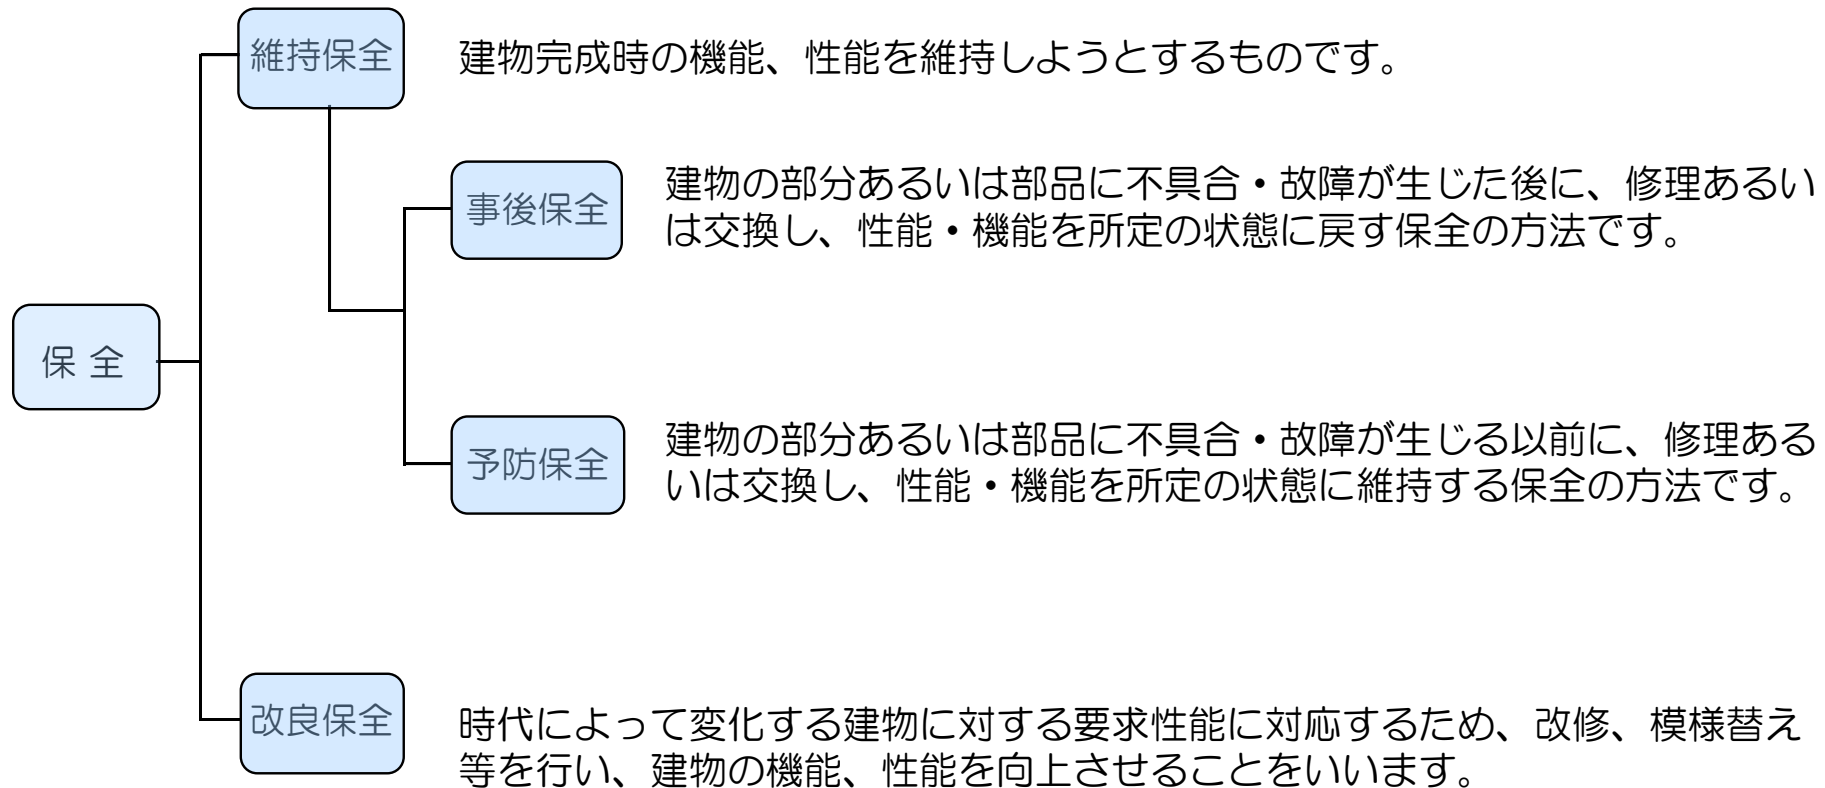 維持保全
建物完成時の機能、性能を維持しようとするものです。
事後保全
建物の部分あるいは部品に不具合・故障が生じた後に、修理あるい
は交換し、性能・機能を所定の状態に戻す保全の方法です。
保 全
予防保全
建物の部分あるいは部品に不具合・故障が生じる以前に、修理ある
いは交換し、性能・機能を所定の状態に維持する保全の方法です。
改良保全
時代によって変化する建物に対する要求性能に対応するため、改修、模様替え
等を行い、建物の機能、性能を向上させることをいいます。